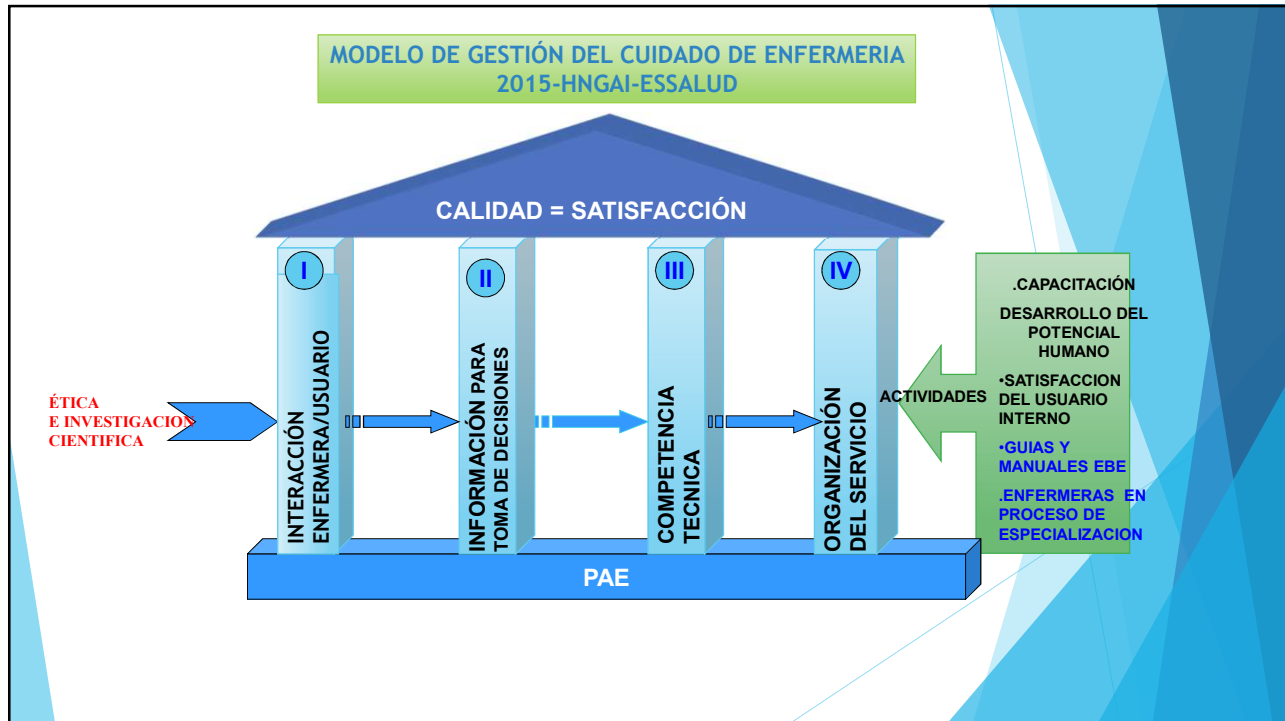 MODELO DE GESTIÓN DEL CUIDADO DE ENFERMERIA
2015-HNGAI-ESSALUD
CALIDAD = SATISFACCIÓN
I
II
III
IV
ÉTICA
E INVESTIGACION
CIENTIFICA
INTERACCIÓN
ENFERMERA/USUARIO
INFORMACIÓN PARA
TOMA DE DECISIONES
COMPETENCIA
TECNICA
ORGANIZACIÓN
DEL SERVICIO
ACTIVIDADES
.CAPACITACIÓN
DESARROLLO DEL
POTENCIAL
HUMANO
•SATISFACCION
DEL USUARIO
INTERNO
•GUIAS Y
MANUALES EBE
.ENFERMERAS EN
PROCESO DE
ESPECIALIZACION
PAE